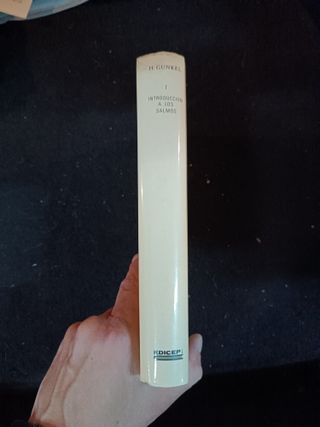 H. GUNKEL
I
INTRODUCCION
A LOS
SALMOS
EDICEP